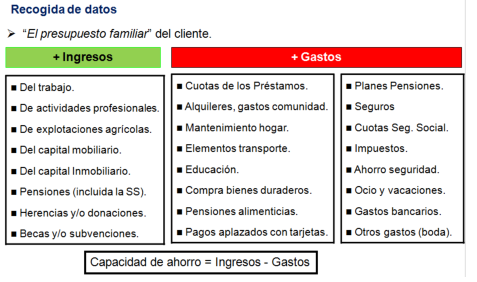 Recogida de datos
➢ “El presupuesto familiar” del cliente.
+ Ingresos
■ Del trabajo.
■ De actividades profesionales.
■ De explotaciones agrícolas.
■ Del capital mobiliario.
■ Del capital Inmobiliario.
■ Pensiones (incluida la SS).
■ Herencias y/o donaciones.
■ Becas y/o subvenciones.
+ Gastos
■ Cuotas de los Préstamos.
■ Alquileres, gastos comunidad.
■ Mantenimiento hogar.
■ Elementos transporte.
■ Educación.
■ Compra bienes duraderos.
■ Pensiones alimenticias.
■ Pagos aplazados con tarjetas.
■ Planes Pensiones.
■ Seguros
■ Cuotas Seg. Social.
■ Impuestos.
■ Ahorro seguridad.
■ Ocio y vacaciones.
■ Gastos bancarios.
■ Otros gastos (boda).
Capacidad de ahorro = Ingresos - Gastos